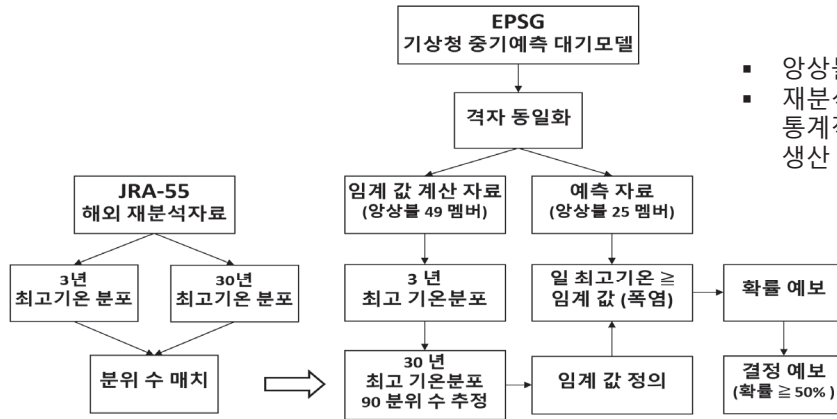 EPSG
기상청 중기예측 대기모델
▪ 앙상
▪ 재분
통계
생산
격자 동일화
JRA-55
해외 재분석자료
임계 값 계산 자료
(앙상블 49 멤버)
예측 자료
(앙상블 25 멤버)
3년
최고기온 분포
30년
최고기온 분포
3 년
최고 기온분포
일 최고기온 ≧
임계 값 (폭염)
확률 예보
분위 수 매치
30 년
최고 기온분포
90 분위 수 추정
임계 값 정의
결정 예보
(확률 ≧ 50% )